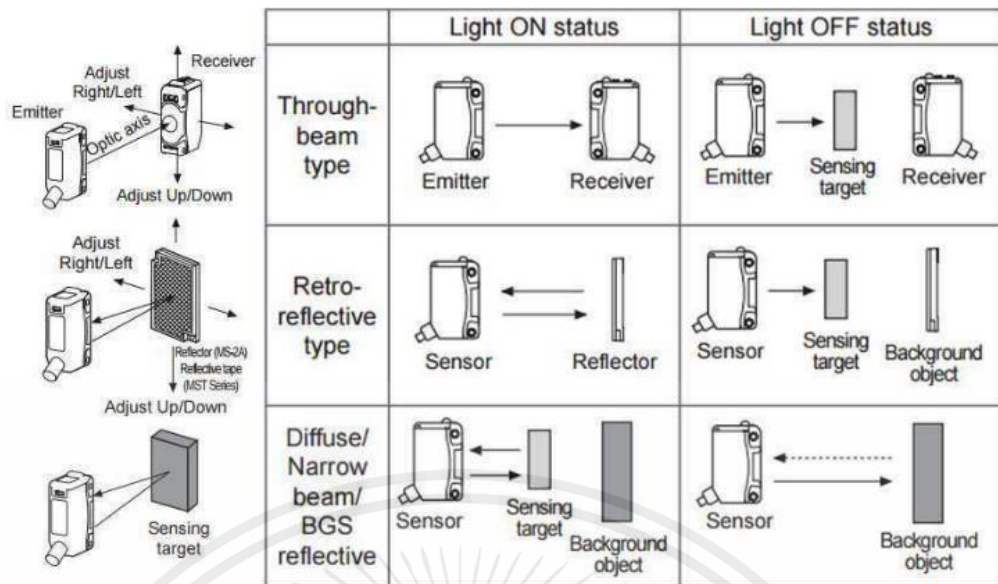 Receiver
Adjust
Right/Left
Emitter
Optic axis
Adjust Up/Down
Adjust
Right/Left
Reflector (MS-2A)
Reflective tape
(MST Series)
Adjust Up/Down
Sensing
target
Light ON status
Light OFF status
Through-
beam
type
Emitter
Receiver
Emitter
Sensing
target
Receiver
Retro-
reflective
type
Sensor
Reflector
Sensor
Sensing
target
Background
object
Diffuse/
Narrow
beam/
BGS
reflective
Sensor
Sensing
target
Background
object
Sensor
Background
object